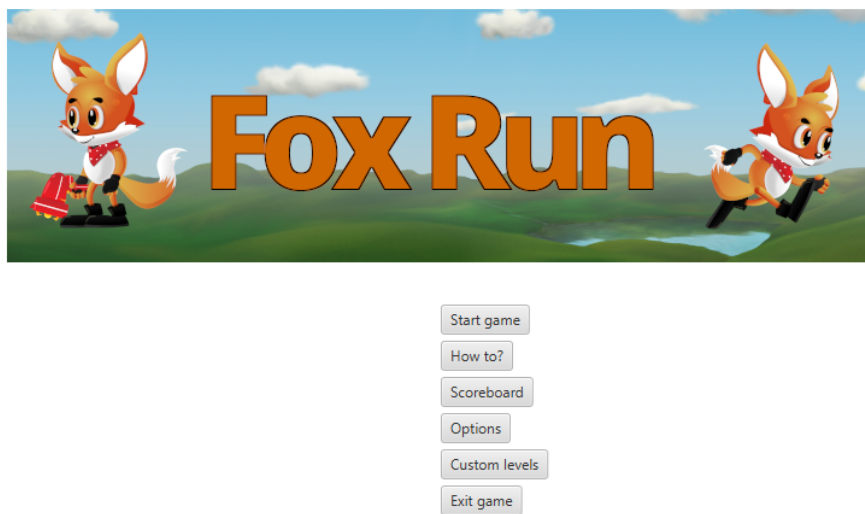 Fox Run
Start game
How to?
Scoreboard
Options
Custom levels
Exit game